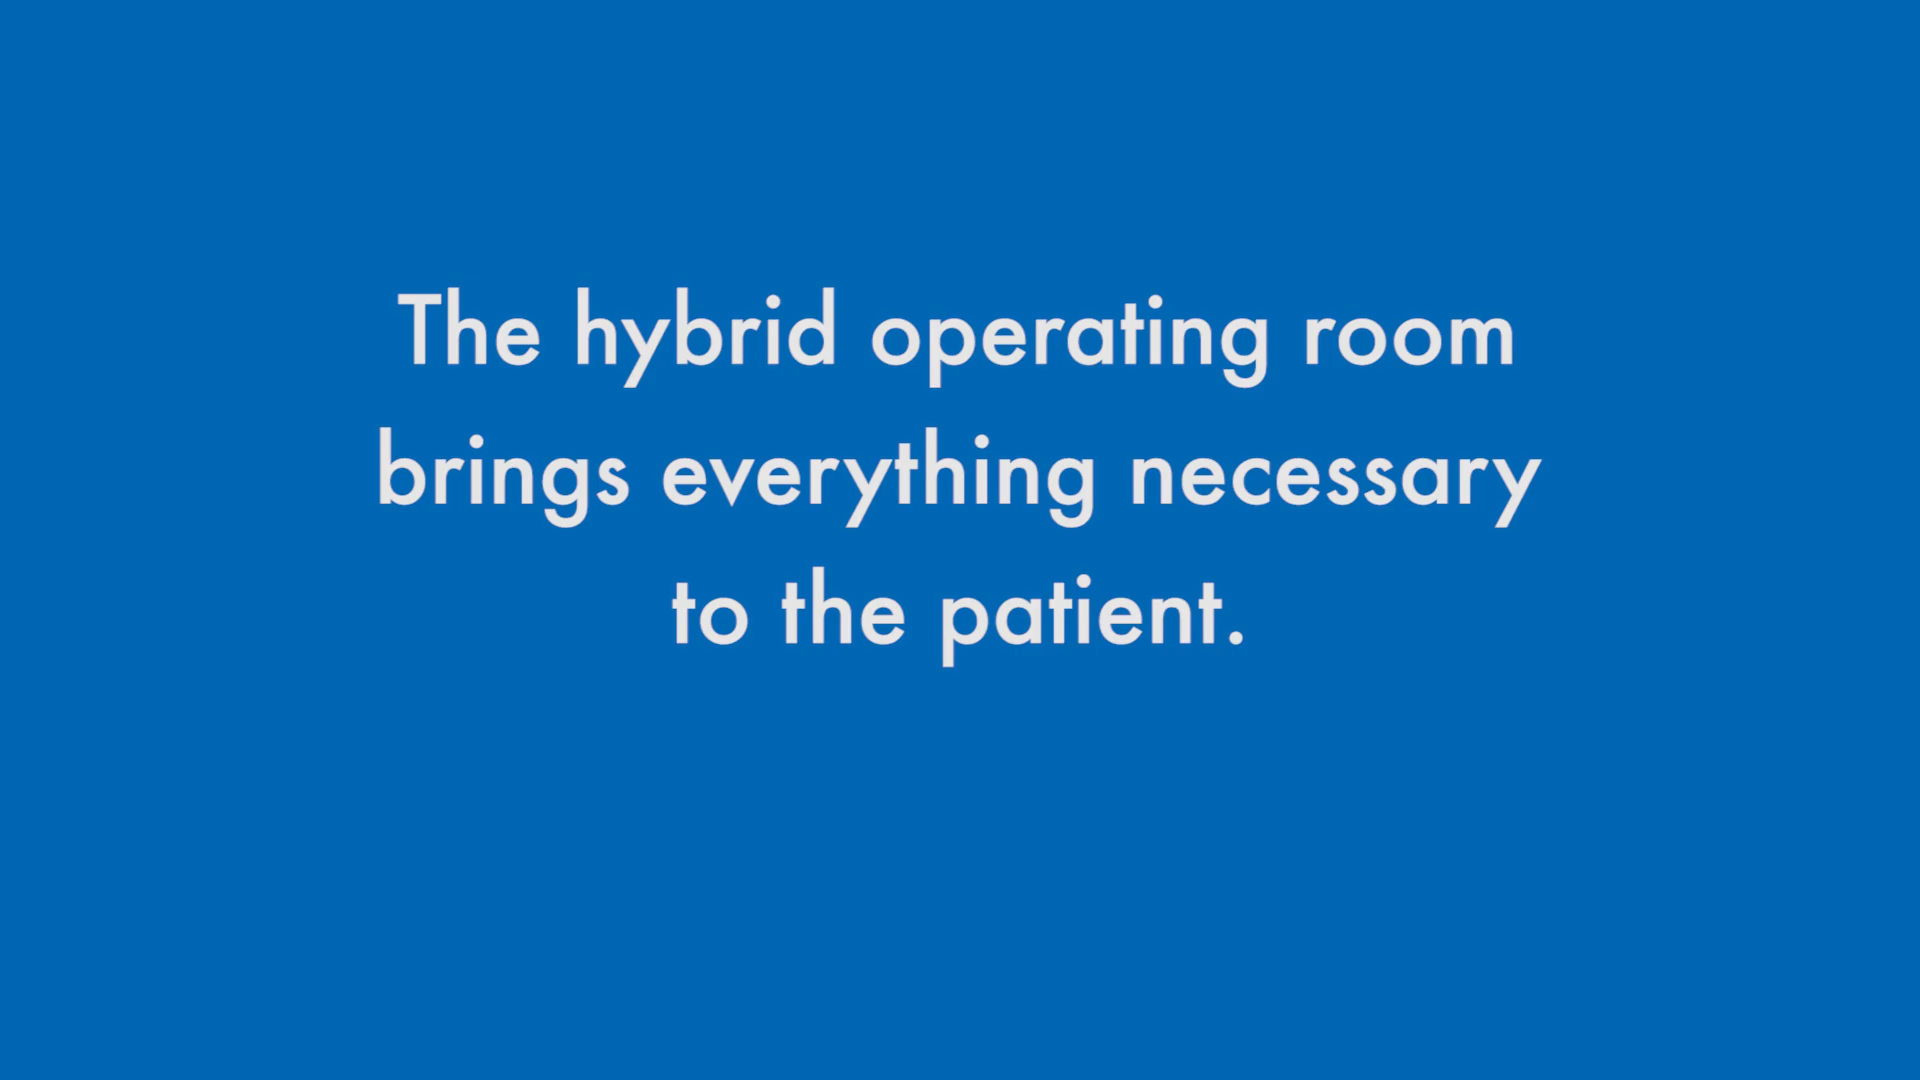 The hybrid operating room
brings everything necessary
to the patient.